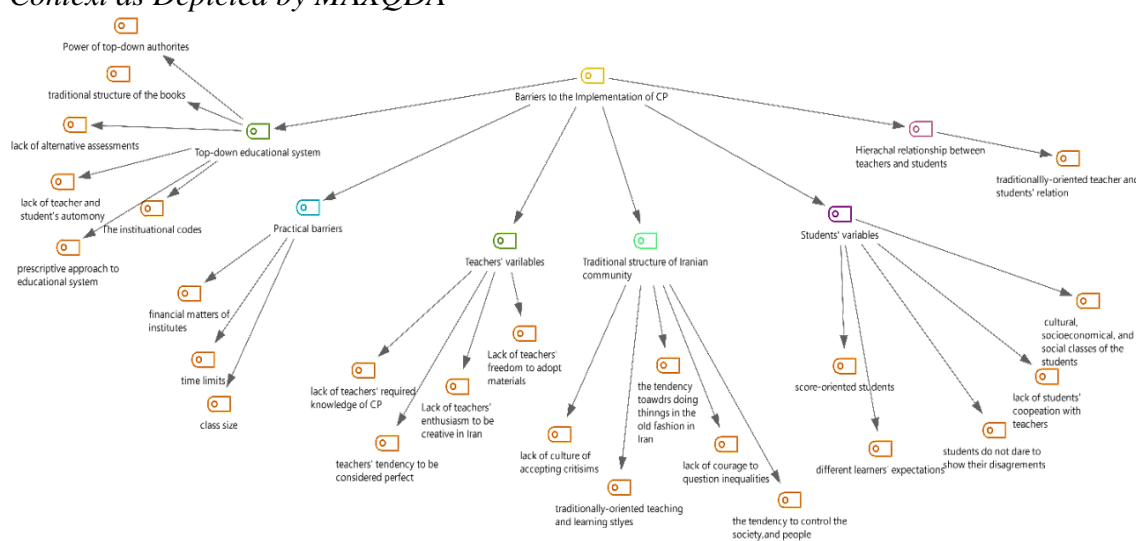 Context as Depicted by MAXQDA
Power of top-down authorites
traditional structure of the books
lack of alternative assessments
Top-down educational system
lack of teacher and
student's automony
The instituational codes
prescriptive approach to
educational system
Barriers to the Implementation of CP
Hierachal relationship between
teachers and students
traditionallly-oriented teacher and
students' relation
Practical barriers
financial matters of
institutes
time limits
class size
Teachers' varilables
lack of teachers' required
knowledge of CP
teachers' tendency to be
considered perfect
Lack of teachers'
enthusiasm to be
creative in Iran
Lack of teachers'
freedom to adopt
materials
Traditional structure of Iranian
community
lack of culture of
accepting critisims
traditionally-oriented teaching
and learning stlyes
the tendency
toawdrs doing
thinngs in the
old fashion in
Iran
lack of courage to
question inequalities
the tendency to control the
society,and people
Students' variables
score-oriented students
different learners' expectations
students do not dare to
show their disagrements
lack of students'
coopeation with
teachers
cultural,
socioeconomical, and
social classes of the
students